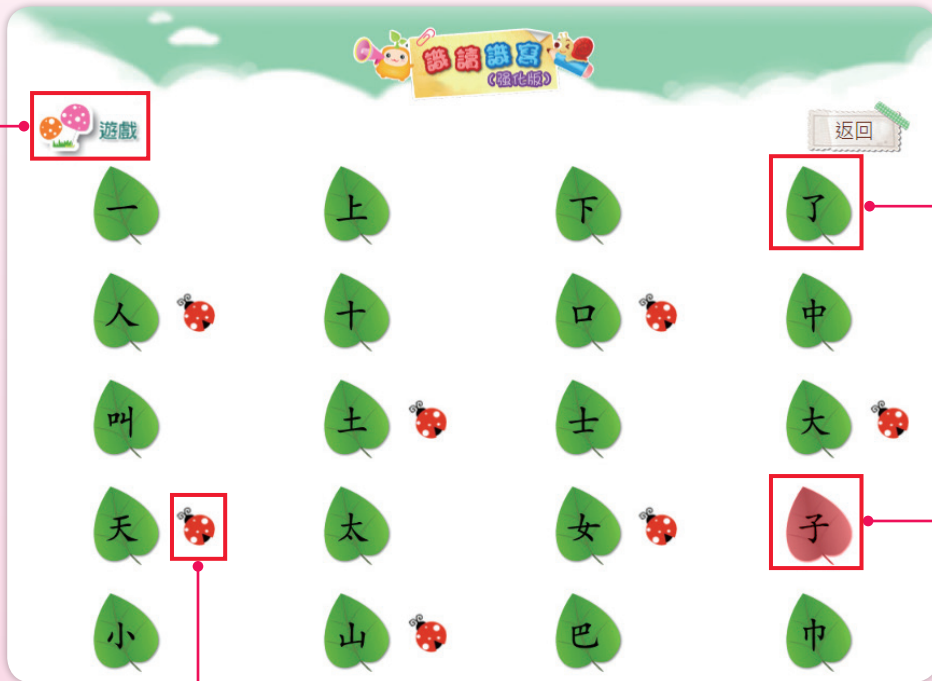 識讀識寫
(強化版)
遊戲
返回
一 上 下 了
人 十 口 中
叫 土 士 大
天 太 女 子
小 山 巴 巾